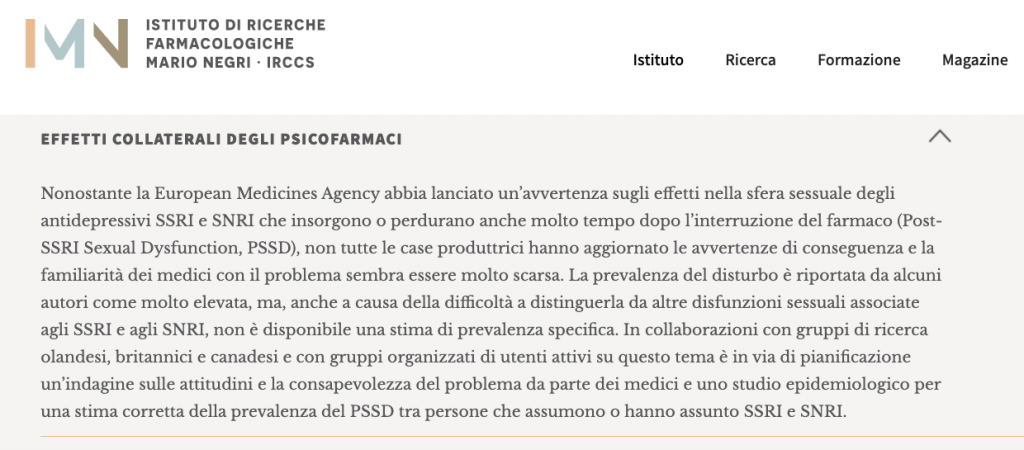 IMN
ISTITUTO DI RICERCHE
FARMACOLOGICHE
MARIO NEGRI · IRCCS
Istituto Ricerca Formazione Magazine
EFFETTI COLLATERALI DEGLI PSICOFARMACI
Nonostante la European Medicines Agency abbia lanciato un’avvertenza sugli effetti nella sfera sessuale degli
antidepressivi SSRI e SNRI che insorgono o perdurano anche molto tempo dopo l’interruzione del farmaco (Post-
SSRI Sexual Dysfunction, PSSD), non tutte le case produttrici hanno aggiornato le avvertenze di conseguenza e la
familiarità dei medici con il problema sembra essere molto scarsa. La prevalenza del disturbo è riportata da alcuni
autori come molto elevata, ma, anche a causa della difficoltà a distinguerla da altre disfunzioni sessuali associate
agli SSRI e agli SNRI, non è disponibile una stima di prevalenza specifica. In collaborazioni con gruppi di ricerca
olandesi, britannici e canadesi e con gruppi organizzati di utenti attivi su questo tema è in via di pianificazione
un’indagine sulle attitudini e la consapevolezza del problema da parte dei medici e uno studio epidemiologico per
una stima corretta della prevalenza del PSSD tra persone che assumono o hanno assunto SSRI e SNRI.